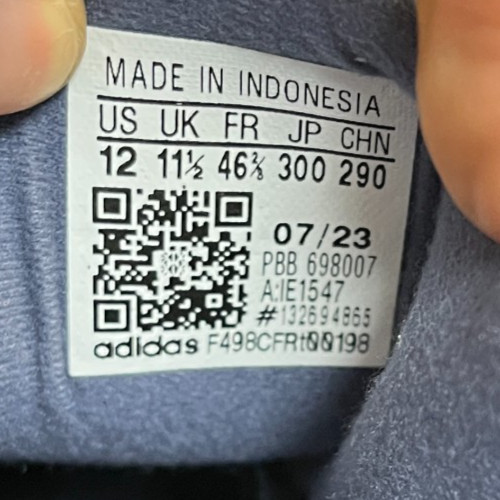 MADE IN INDONESIA
US UK FR JP CHN
12 11½ 46⅔ 300 290
07/23
PBB 698007
A:IE1547
#132694865
adidas F498CFRt00198